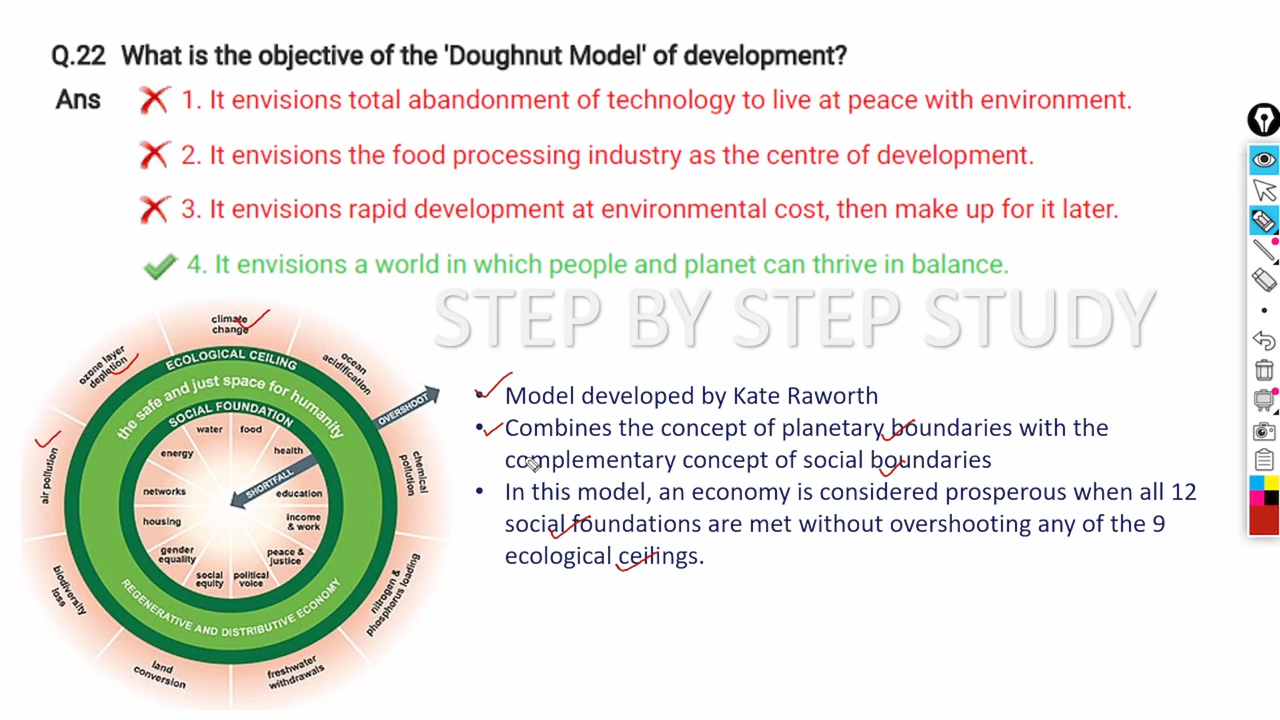 Q.22 What is the objective of the 'Doughnut Model' of development?
Ans
1. It envisions total abandonment of technology to live at peace with environment.
2. It envisions the food processing industry as the centre of development.
3. It envisions rapid development at environmental cost, then make up for it later.
4. It envisions a world in which people and planet can thrive in balance.
STEP BY STEP STUDY
• Model developed by Kate Raworth
• Combines the concept of planetary boundaries with the
complementary concept of social boundaries
• In this model, an economy is considered prosperous when all 12
social foundations are met without overshooting any of the 9
ecological ceilings.
climate
change
ocean
acidification
chemical
pollution
nitrogen &
phosphorus loading
freshwater
withdrawals
land
conversion
biodiversity
loss
air pollution
ozone layer
depletion
ECOLOGICAL CEILING
the safe and just space for humanity
SOCIAL FOUNDATION
OVERSHOOT
SHORTFALL
water
food
health
education
income
& work
peace &
justice
political
voice
social
equity
gender
equality
housing
networks
energy
REGENERATIVE AND DISTRIBUTIVE ECONOMY